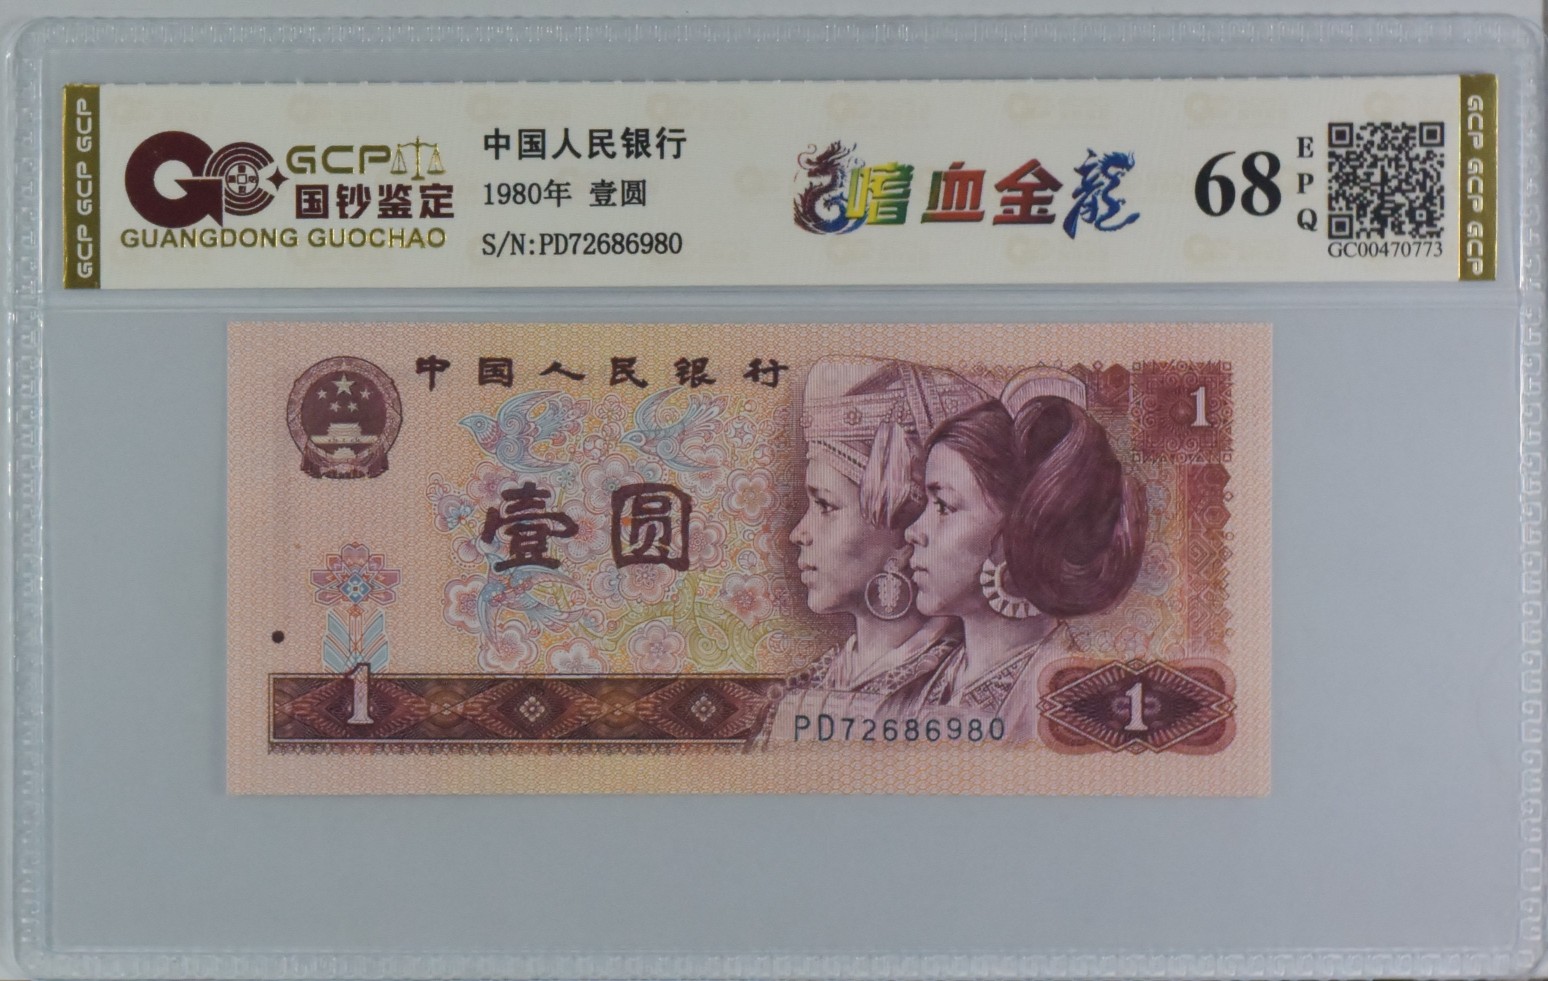 GCP GCP GCP
GCP
国钞鉴定
GUANGDONG GUOCHAO
中国人民银行
1980年 壹圆
S/N:PD72686980
嗜血金龍
68
EPQ
GC00470773
GCP GCP GCP
中国人民银行
1
壹圆
1
PD72686980
1